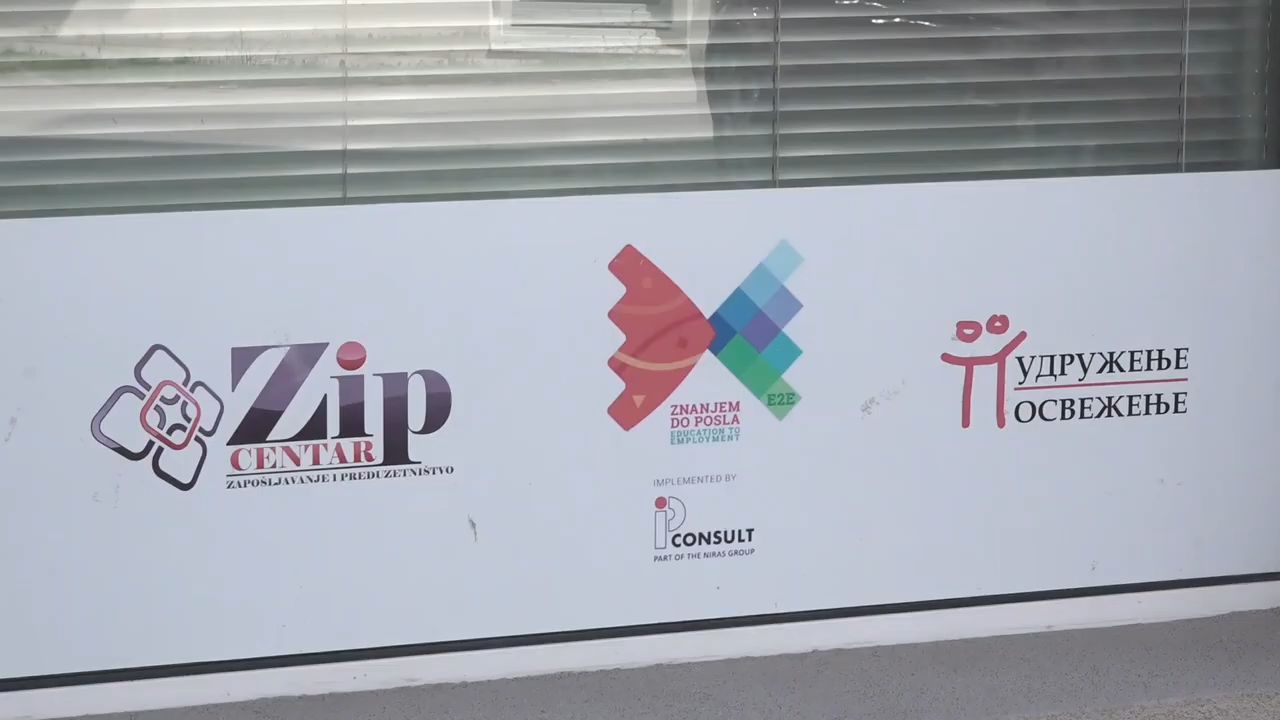 Zip
CENTAR
ZAPOŠLJAVANJE I PREDUZETNIŠTVO
ZNANJEM
DO POSLA
EDUCATION TO
EMPLOYMENT
E2E
IMPLEMENTED BY
IP CONSULT
PART OF THE NIRAS GROUP
УДРУЖЕЊЕ
ОСВЕЖЕЊЕ